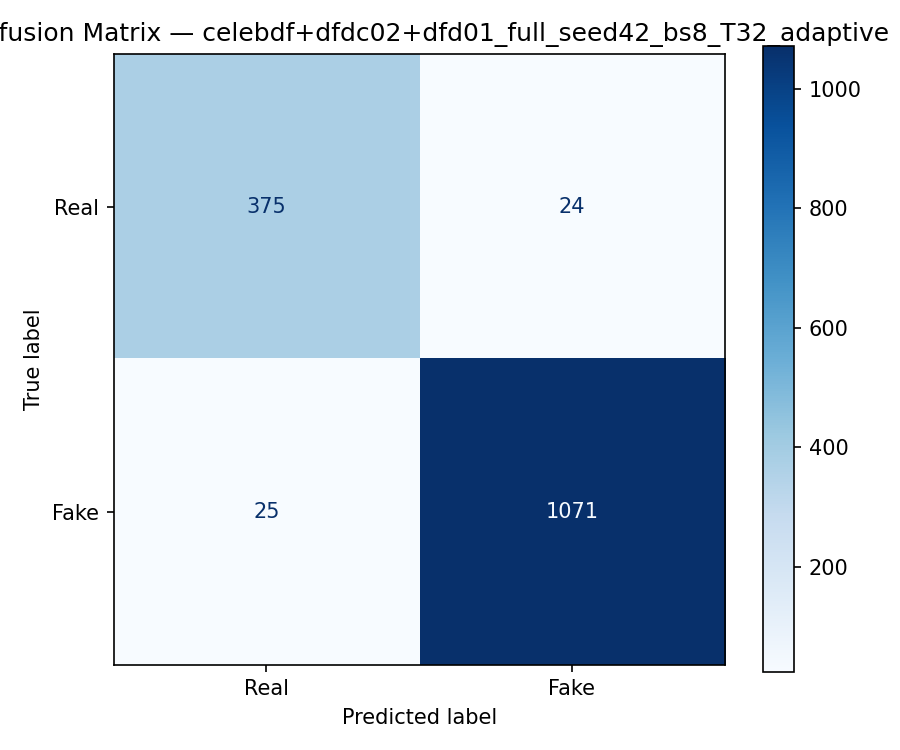 fusion Matrix — celebdf+dfdc02+dfd01_full_seed42_bs8_T32_adaptive
1000
800
600
400
200
True label
Real
Fake
375
24
25
1071
Real
Fake
Predicted label